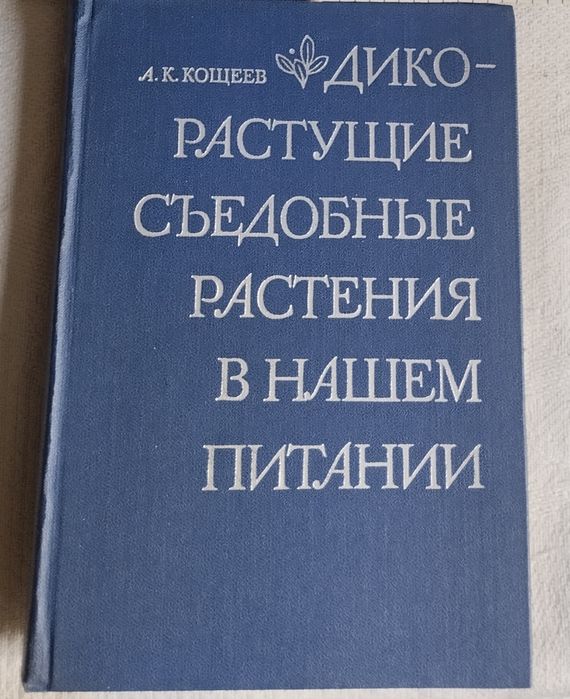 А. К. КОЩЕЕВ ДИКО-
РАСТУЩИЕ
СЪЕДОБНЫЕ
РАСТЕНИЯ
В НАШЕМ
ПИТАНИИ